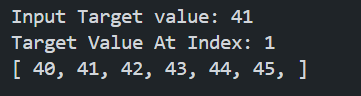 Input Target value: 41
Target Value At Index: 1
[ 40, 41, 42, 43, 44, 45, ]